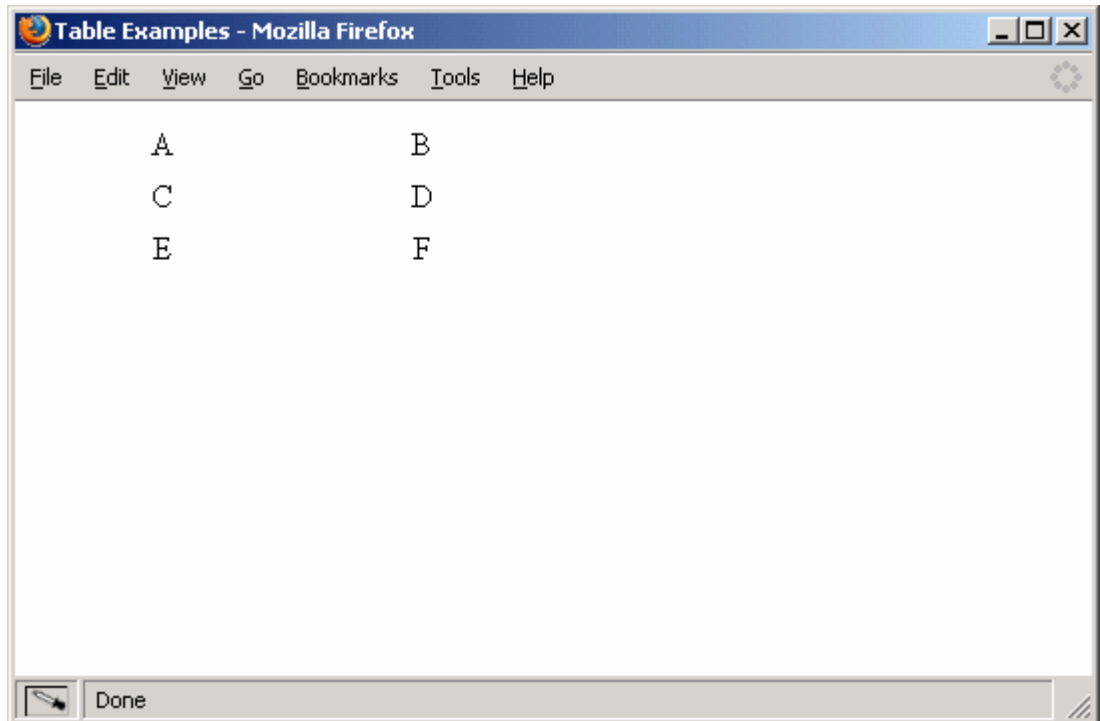 Table Examples - Mozilla Firefox
File Edit View Go Bookmarks Tools Help
A B
C D
E F
Done